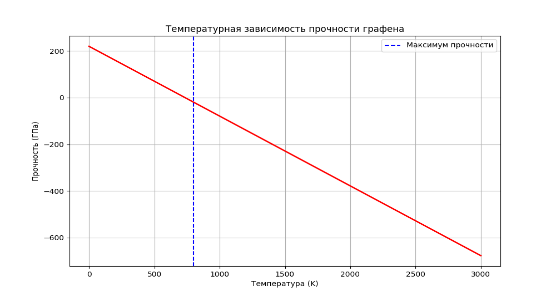 Температурная зависимость прочности графена
Максимум прочности
Прочность (ГПа)
200
0
−200
−400
−600
0 500 1000 1500 2000 2500 3000
Температура (K)